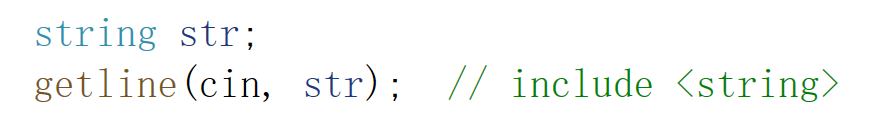 string str;
getline(cin, str);  // include <string>